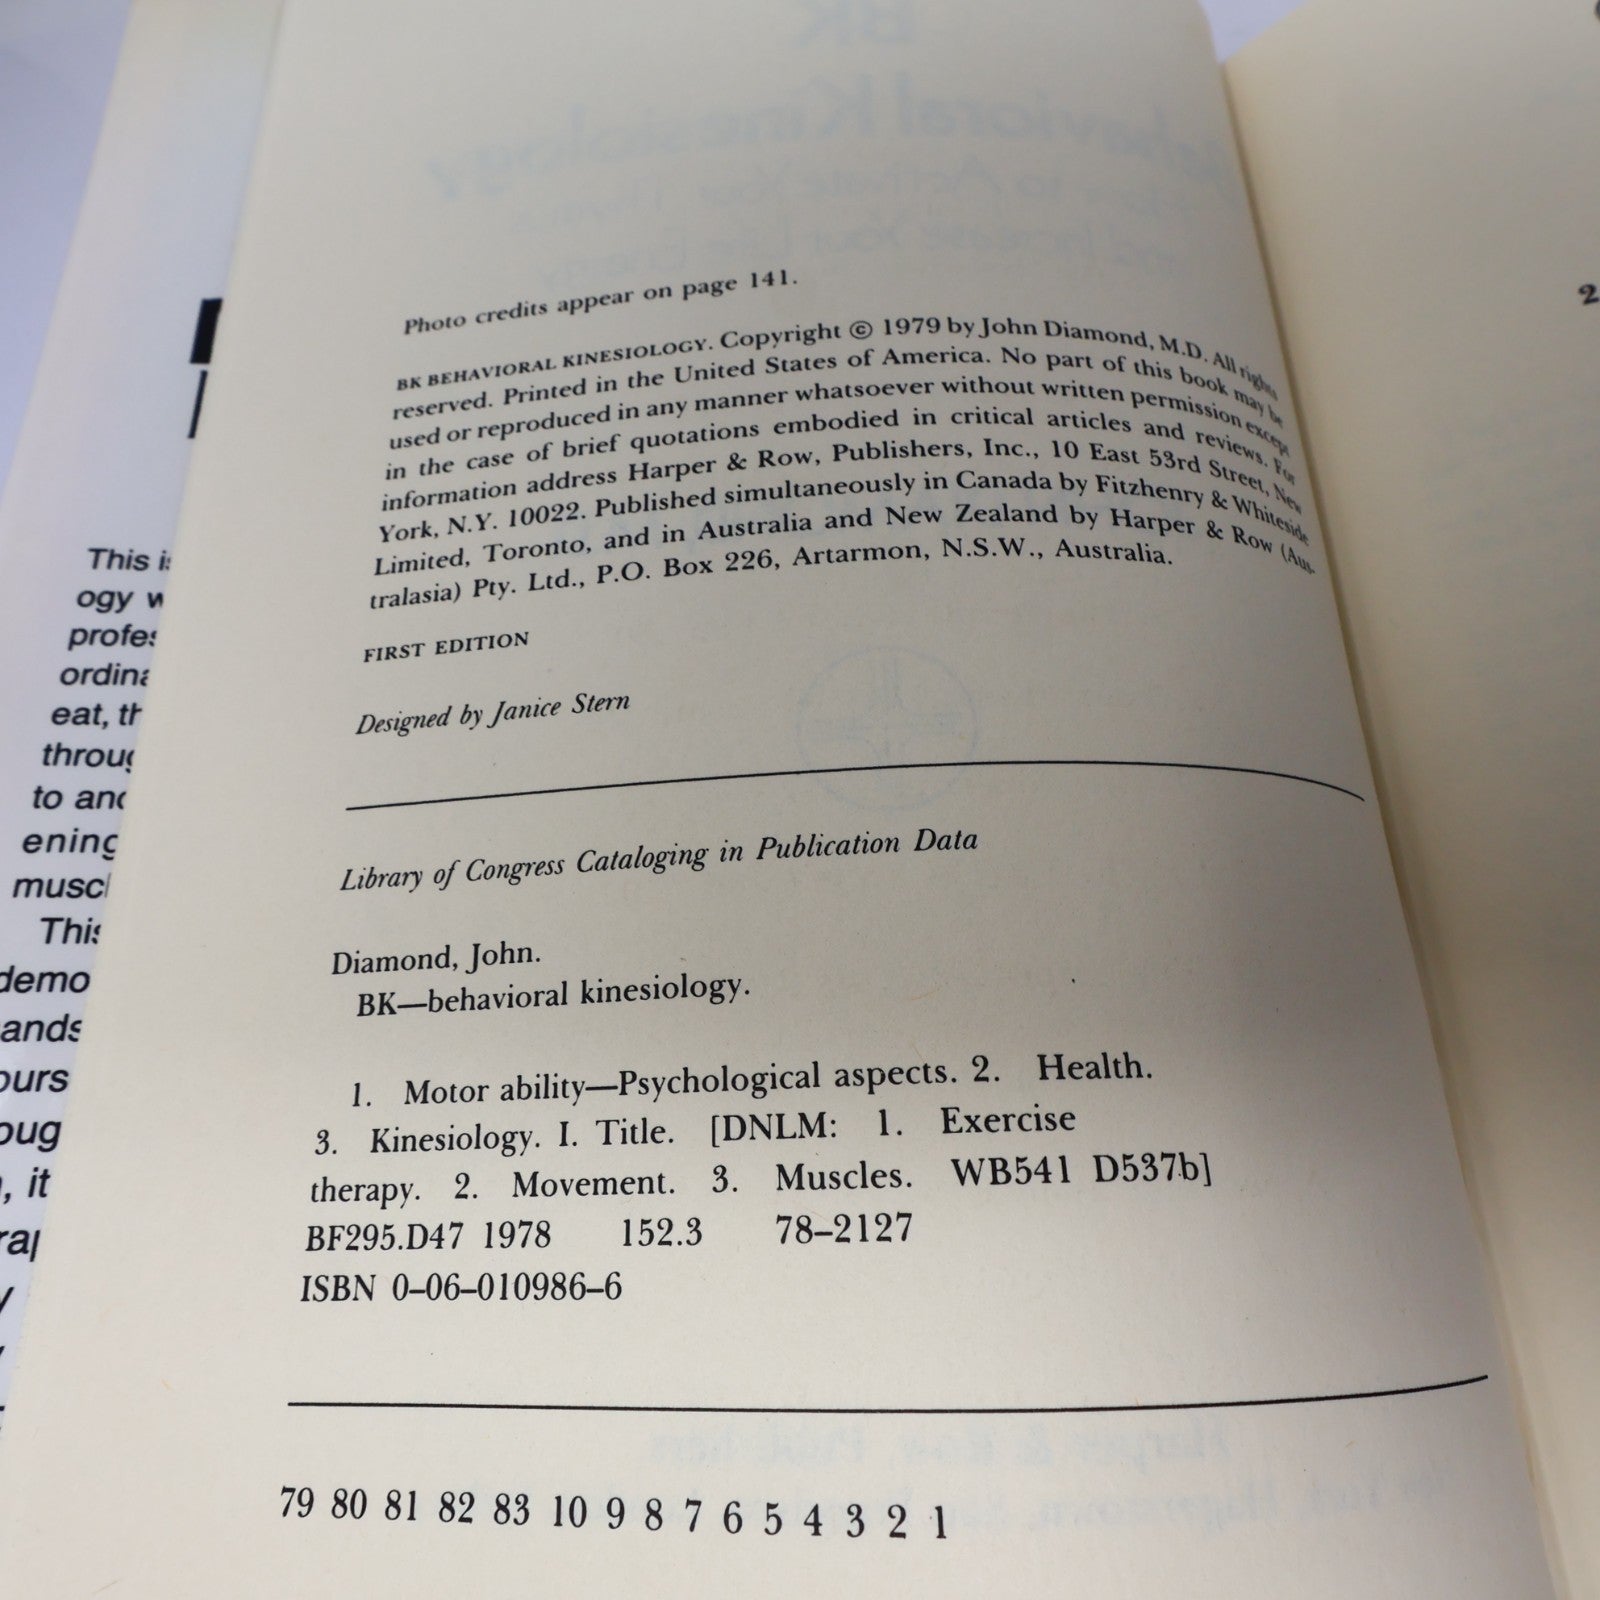 Photo credits appear on page 141.
BK BEHAVIORAL KINESIOLOGY. Copyright © 1979 by John Diamond, M.D. All rights
reserved. Printed in the United States of America. No part of this book may be
used or reproduced in any manner whatsoever without written permission except
in the case of brief quotations embodied in critical articles and reviews. For
information address Harper & Row, Publishers, Inc., 10 East 53rd Street, New
York, N.Y. 10022. Published simultaneously in Canada by Fitzhenry & Whiteside
Limited, Toronto, and in Australia and New Zealand by Harper & Row (Aus-
tralasia) Pty. Ltd., P.O. Box 226, Artarmon, N.S.W., Australia.
FIRST EDITION
Designed by Janice Stern
Library of Congress Cataloging in Publication Data
Diamond, John.
BK—behavioral kinesiology.
1. Motor ability—Psychological aspects. 2. Health.
3. Kinesiology. I. Title. [DNLM: 1. Exercise
therapy. 2. Movement. 3. Muscles. WB541 D537b]
BF295.D47 1978 152.3 78–2127
ISBN 0–06–010986–6
79 80 81 82 83 10 9 8 7 6 5 4 3 2 1
This
ogy
eat,
to
This
, it
2